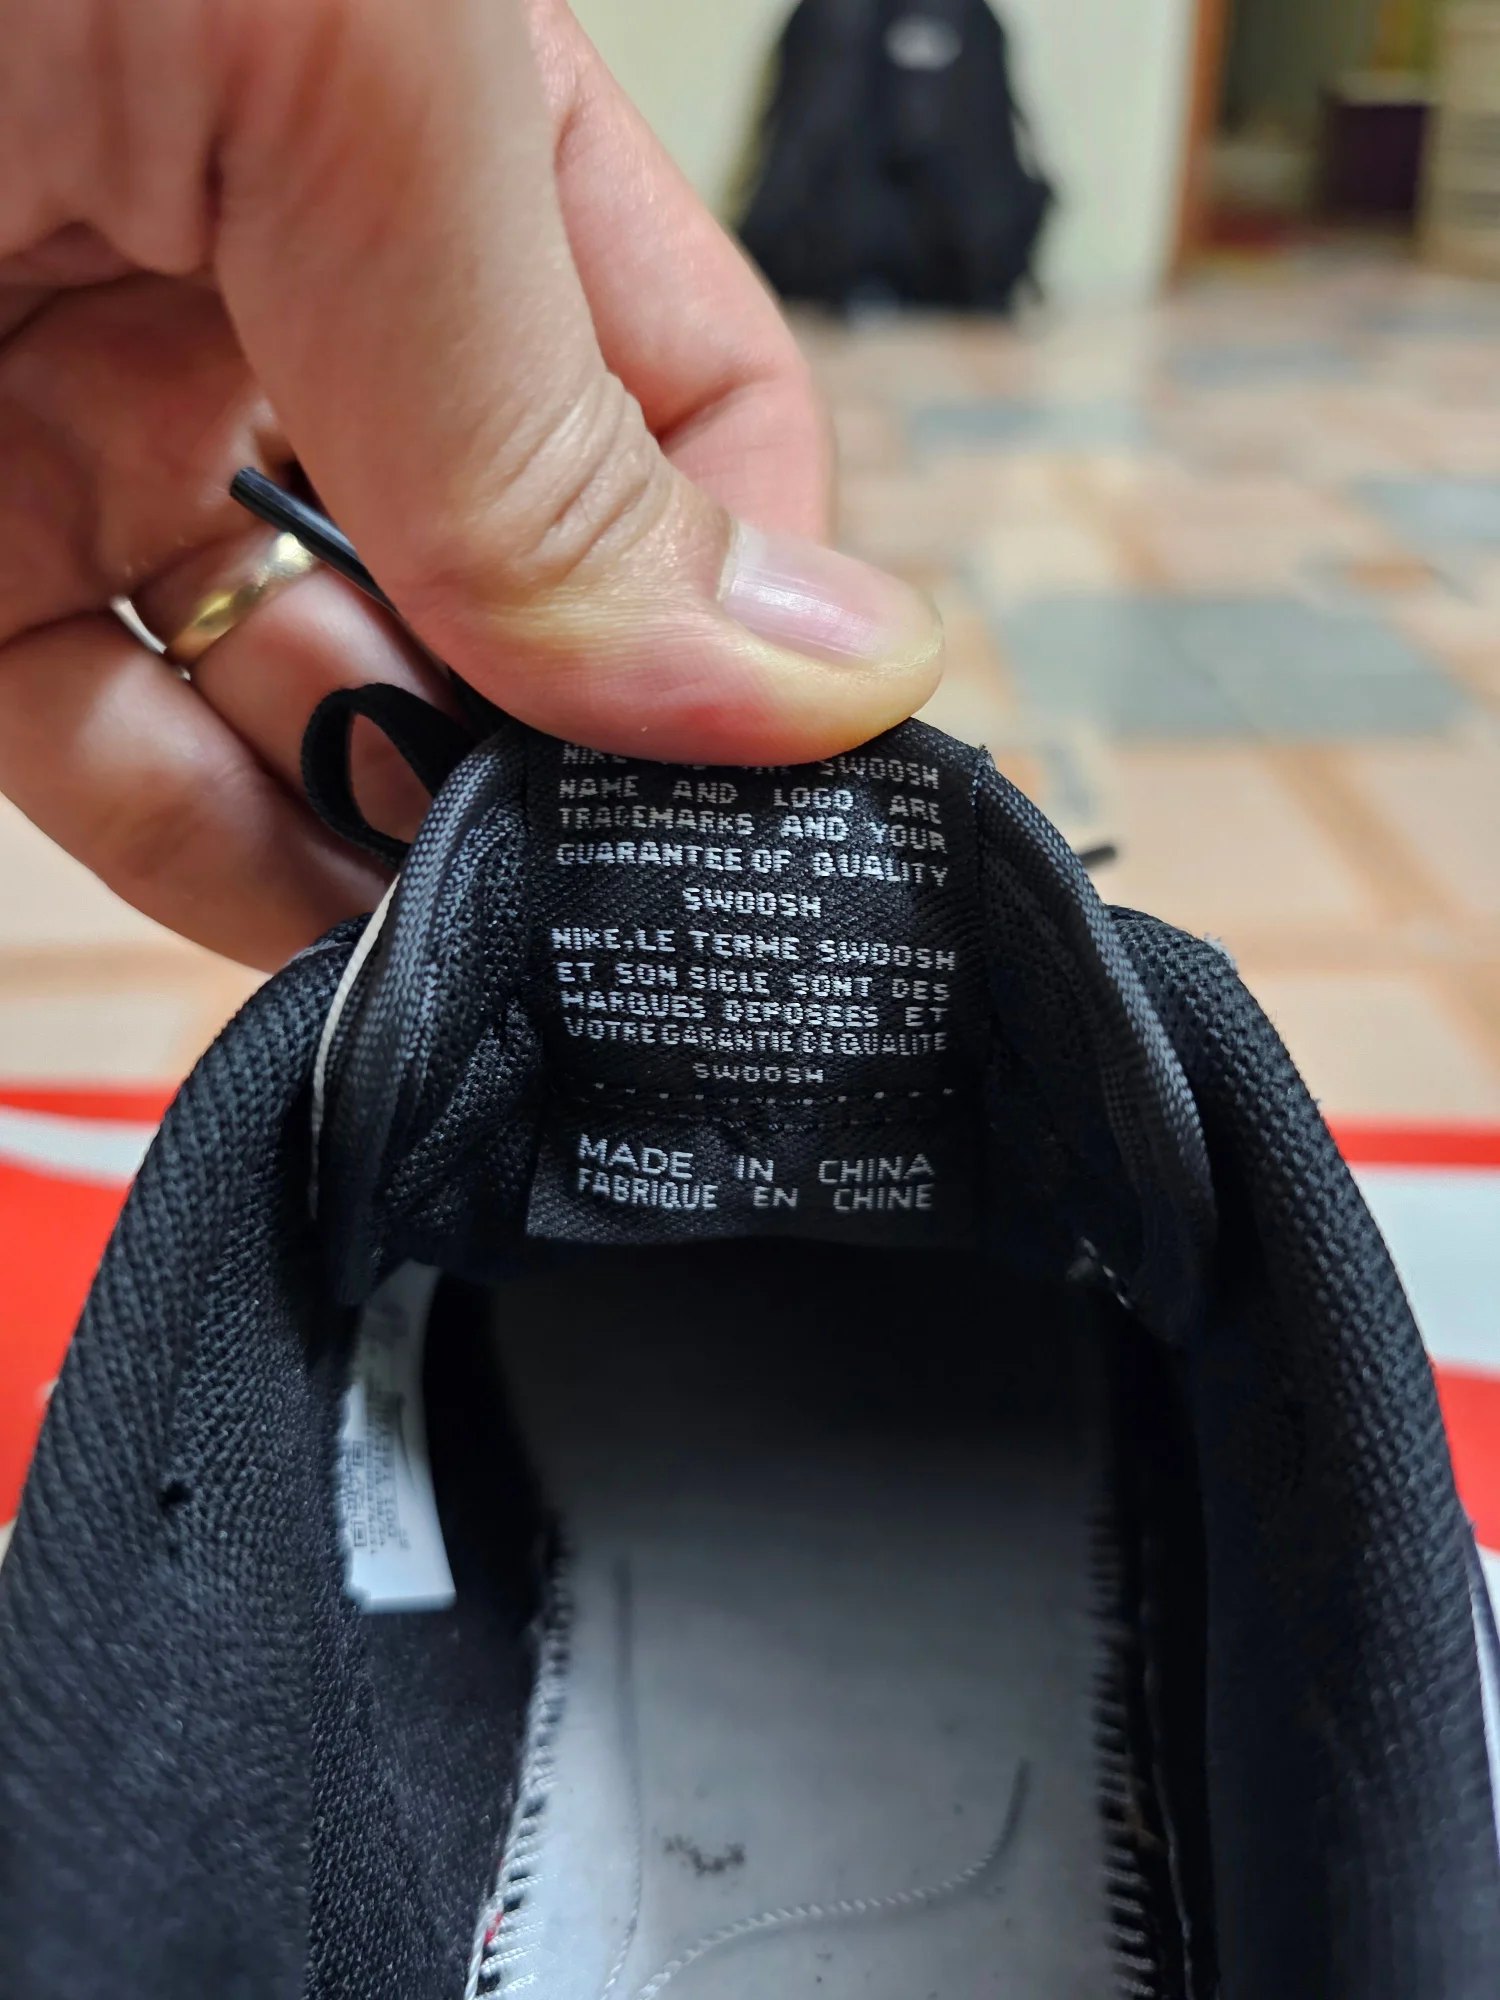 SWOOSH
NAME AND LOGO ARE
TRADEMARKS AND YOUR
GUARANTEE OF QUALITY
SWOOSH
NIKE.LE TERME SWOOSH
ET SON SIGLE SONT DES
MARQUES DEPOSEES ET
VOTRE GARANTIE DE QUALITE
SWOOSH
MADE IN CHINA
FABRIQUE EN CHINE